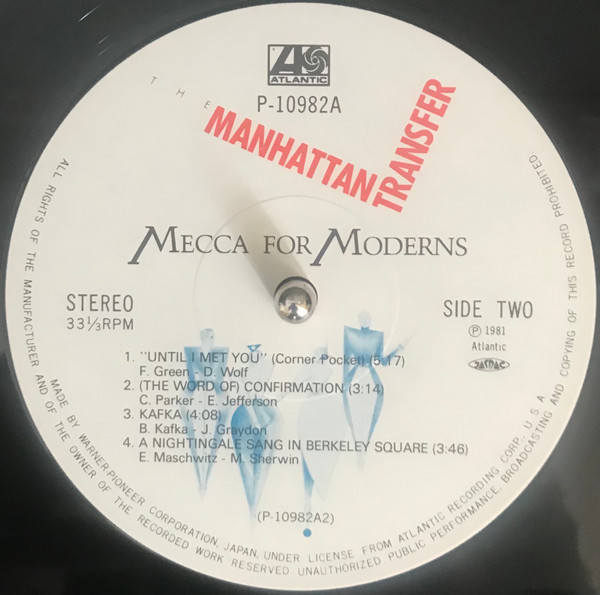 ATLANTIC
P-10982A
THE
MANHATTAN
TRANSFER
MECCA FOR MODERNS
STEREO
33⅓RPM
SIDE TWO
Ⓟ 1981
Atlantic
JASRAC
1. "UNTIL I MET YOU" (Corner Pocket) (5:17)
F. Green - D. Wolf
2. (THE WORD OF) CONFIRMATION (3:14)
C. Parker - E. Jefferson
3. KAFKA (4:08)
B. Kafka - J. Graydon
4. A NIGHTINGALE SANG IN BERKELEY SQUARE (3:46)
E. Maschwitz - M. Sherwin
(P-10982A2)
ALL RIGHTS OF THE MANUFACTURER AND OF THE OWNER OF THE RECORDED WORK RESERVED. UNAUTHORIZED PUBLIC PERFORMANCE, BROADCASTING AND COPYING OF THIS RECORD PROHIBITED.
MADE BY WARNER-PIONEER CORPORATION, JAPAN, UNDER LICENSE FROM ATLANTIC RECORDING CORP., U.S.A.